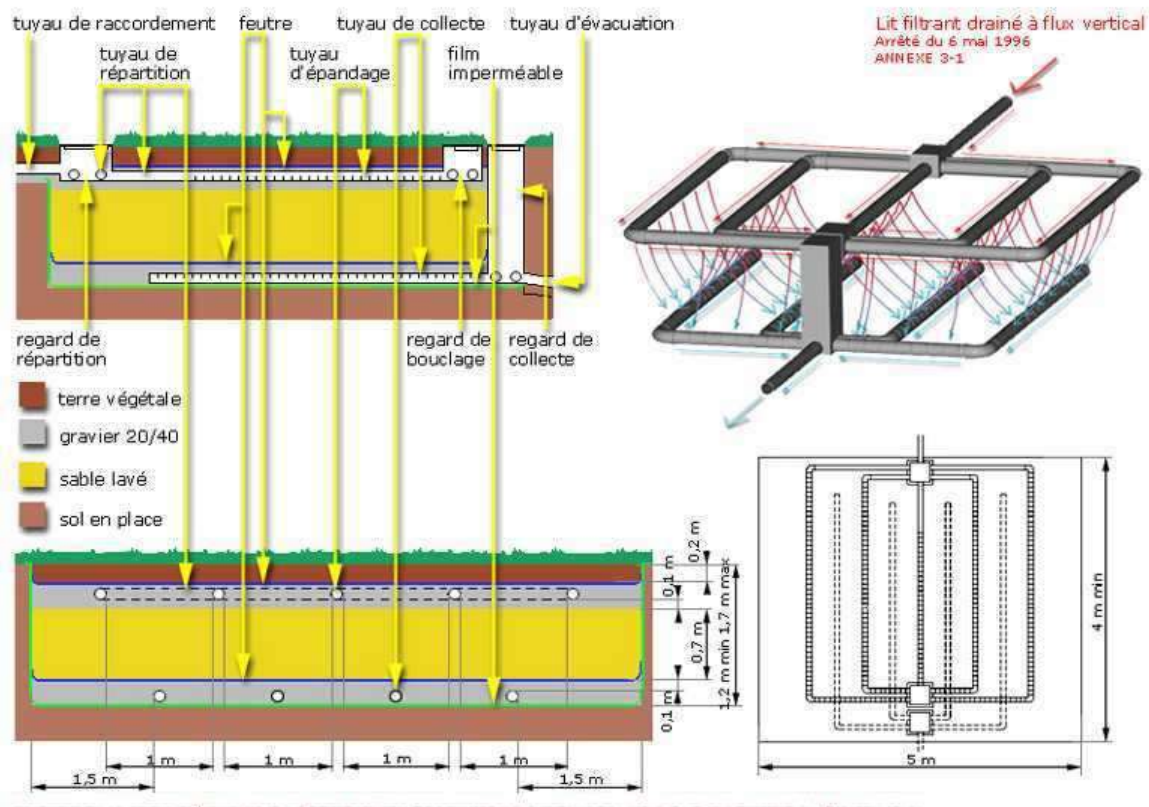 tuyau de raccordement
feutre
tuyau de collecte
tuyau d'évacuation
tuyau de
répartition
tuyau
d'épandage
film
imperméable
Lit filtrant drainé à flux vertical
Arrêté du 6 mai 1996
ANNEXE 3-1
regard de
répartition
regard de
bouclage
regard de
collecte
terre végétale
gravier 20/40
sable lavé
sol en place
0,2 m
0,1 m
0,7 m
0,1 m
1,2 m min 1,7 m max
1 m
1 m
1 m
1 m
1,5 m
1,5 m
4 m min
5 m